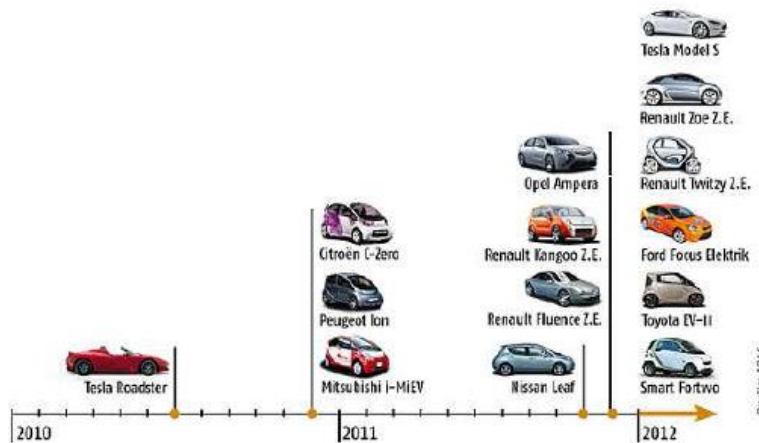 Tesla Model S
Renault Zoe Z.E.
Opel Ampera
Renault Twitzy Z.E.
Citroën C-Zero
Renault Kangoo Z.E.
Ford Focus Elektrik
Peugeot Ion
Renault Fluence Z.E.
Toyota EV-II
Tesla Roadster
Mitsubishi i-MiEV
Nissan Leaf
Smart Fortwo
2010
2011
2012